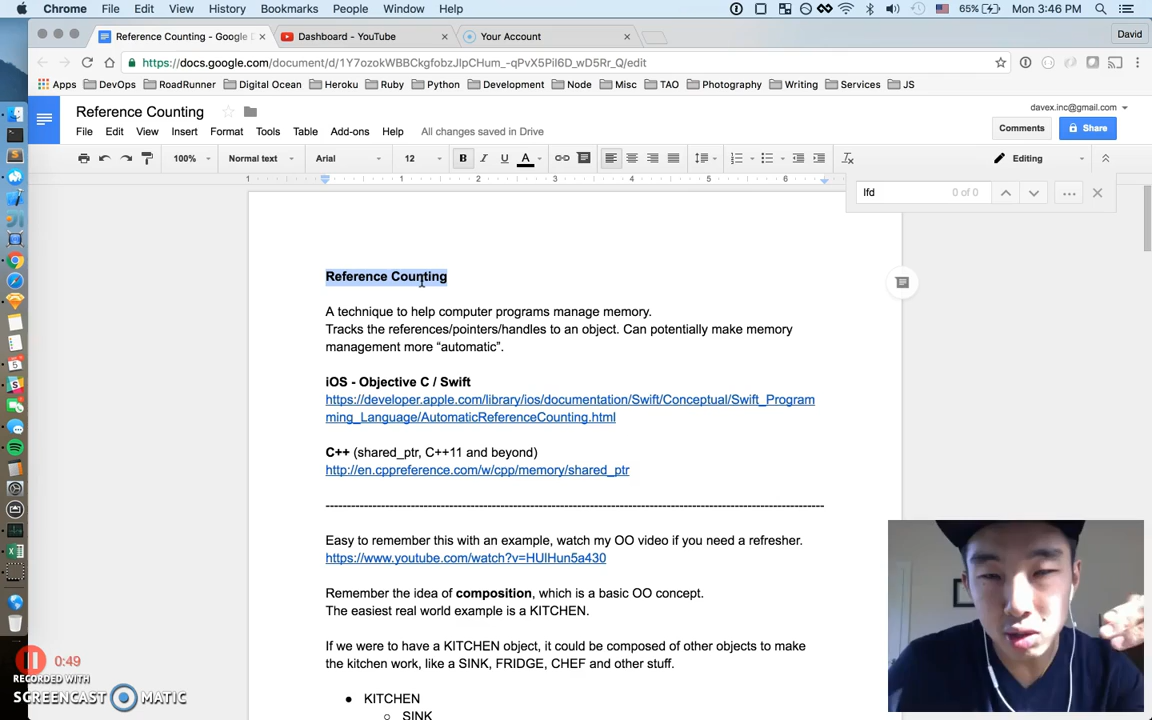 Chrome File Edit View History Bookmarks People Window Help 65% Mon 3:46 PM
Reference Counting - Google D Dashboard - YouTube Your Account David
https://docs.google.com/document/d/1Y7ozokWBBCkgfobzJlpCHum_-qPvX5Pil6D_wD5Rr_Q/edit
Apps DevOps RoadRunner Digital Ocean Heroku Ruby Python Development Node Misc TAO Photography Writing Services JS
Reference Counting davex.inc@gmail.com
File Edit View Insert Format Tools Table Add-ons Help All changes saved in Drive Comments Share
100% Normal text Arial 12 B I U A Editing
1 1 2 3 4 5 6
lfd 0 of 0
Reference Counting
A technique to help computer programs manage memory.
Tracks the references/pointers/handles to an object. Can potentially make memory
management more “automatic”.
iOS - Objective C / Swift
https://developer.apple.com/library/ios/documentation/Swift/Conceptual/Swift_Program
ming_Language/AutomaticReferenceCounting.html
C++ (shared_ptr, C++11 and beyond)
http://en.cppreference.com/w/cpp/memory/shared_ptr
--------------------------------------------------------------------------------------------------------
Easy to remember this with an example, watch my OO video if you need a refresher.
https://www.youtube.com/watch?v=HUlHun5a430
Remember the idea of composition, which is a basic OO concept.
The easiest real world example is a KITCHEN.
If we were to have a KITCHEN object, it could be composed of other objects to make
the kitchen work, like a SINK, FRIDGE, CHEF and other stuff.
● KITCHEN
○ SINK
0:49
RECORDED WITH
SCREENCAST MATIC